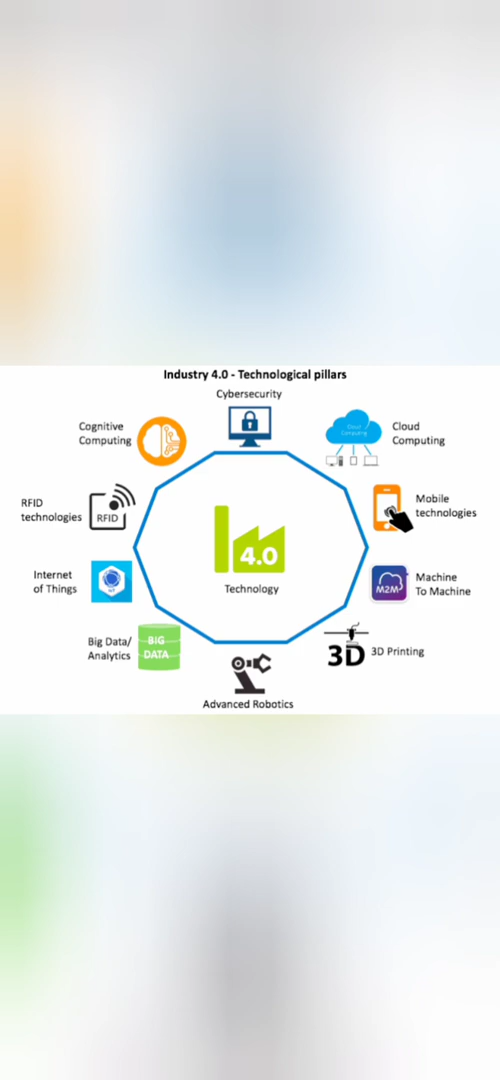 Industry 4.0 - Technological pillars
Cybersecurity
Cloud
Computing
Cloud
Computing
Mobile
technologies
Machine
To Machine
M2M
3D Printing
3D
Advanced Robotics
Big Data/
Analytics
BIG
DATA
Internet
of Things
IoT
RFID
technologies
RFID
Cognitive
Computing
4.0
Technology